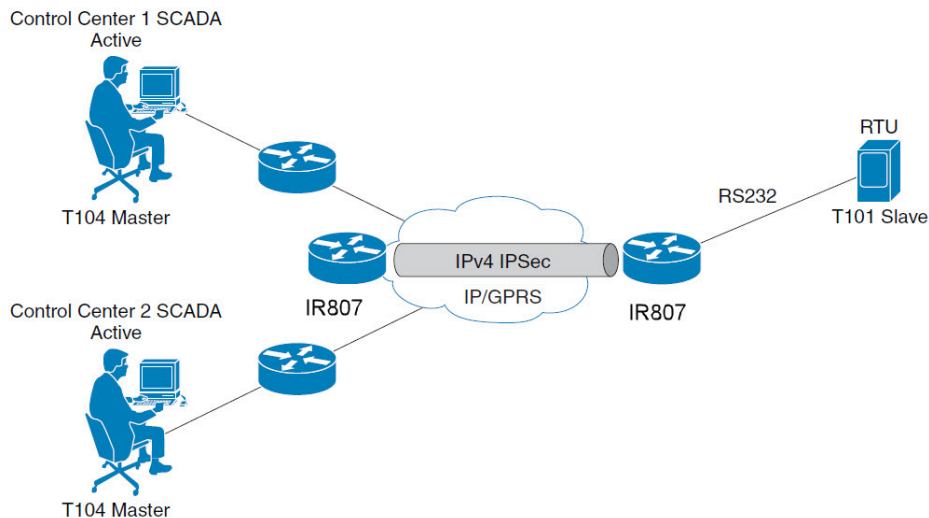 Control Center 1 SCADA
Active
T104 Master
RTU
RS232
T101 Slave
IPv4 IPSec
IP/GPRS
IR807
IR807
Control Center 2 SCADA
Active
T104 Master